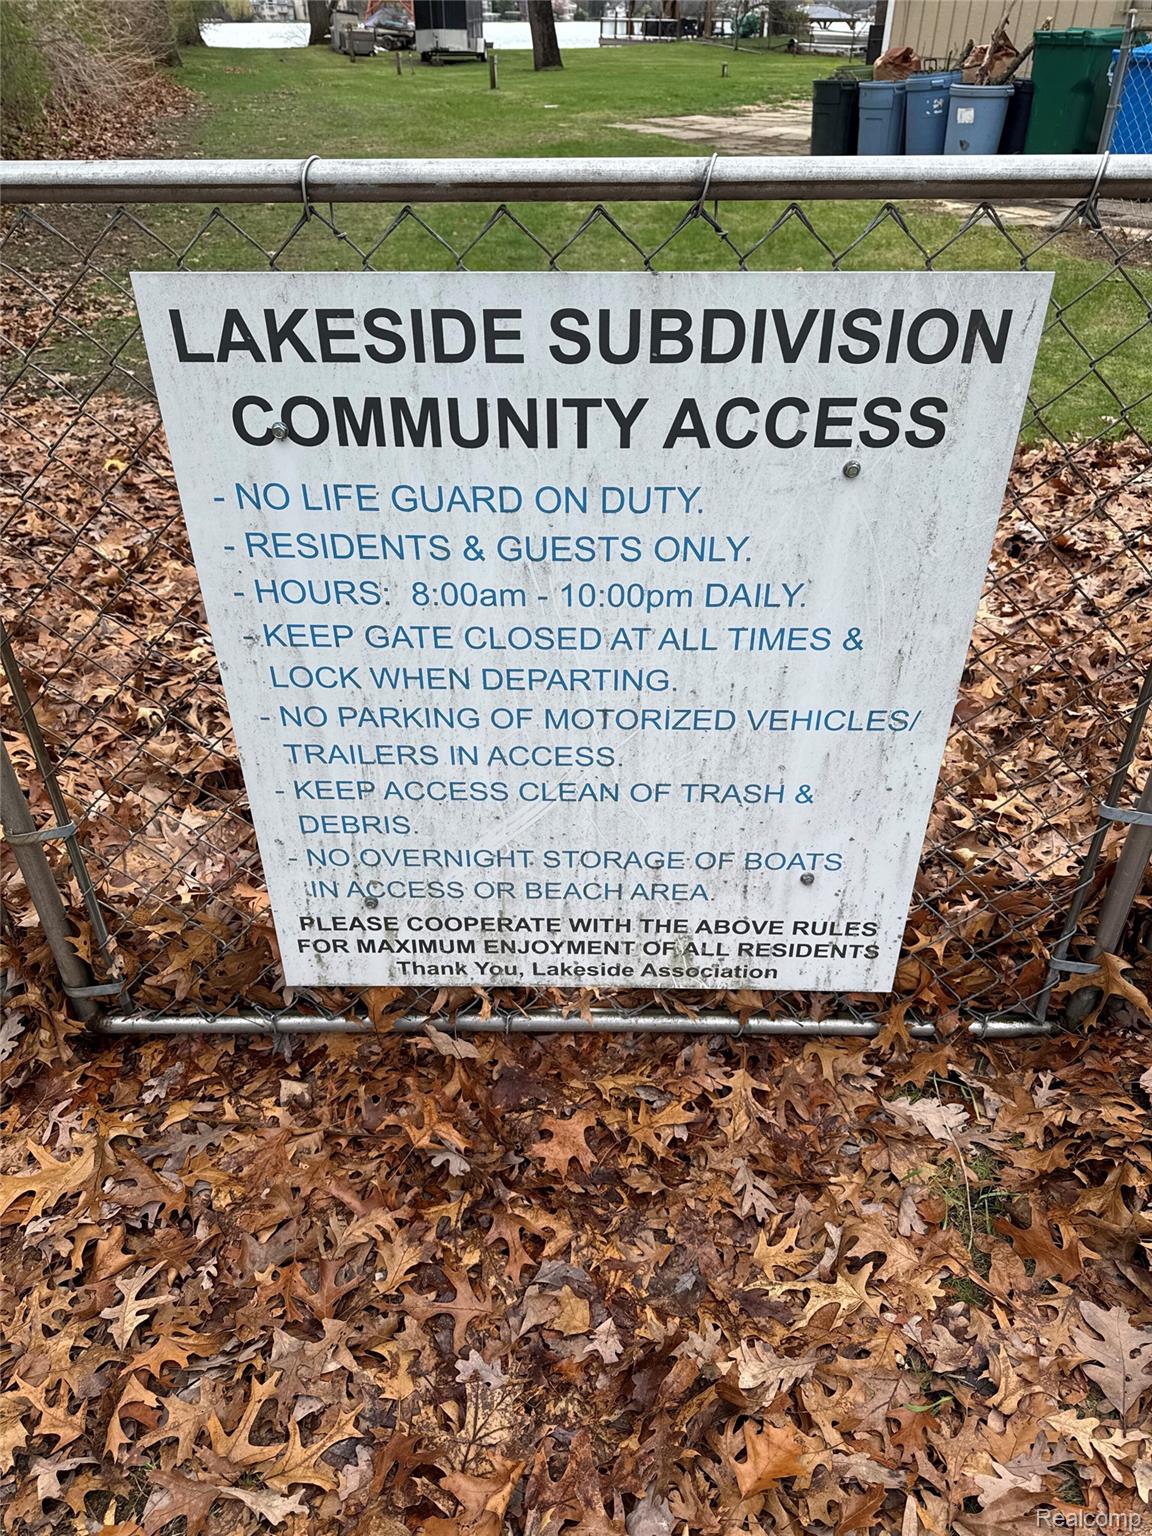 LAKESIDE SUBDIVISION
COMMUNITY ACCESS
- NO LIFE GUARD ON DUTY.
- RESIDENTS & GUESTS ONLY.
- HOURS: 8:00am - 10:00pm DAILY.
- KEEP GATE CLOSED AT ALL TIMES &
LOCK WHEN DEPARTING.
- NO PARKING OF MOTORIZED VEHICLES/
TRAILERS IN ACCESS.
- KEEP ACCESS CLEAN OF TRASH &
DEBRIS.
- NO OVERNIGHT STORAGE OF BOATS
IN ACCESS OR BEACH AREA.
PLEASE COOPERATE WITH THE ABOVE RULES
FOR MAXIMUM ENJOYMENT OF ALL RESIDENTS
Thank You, Lakeside Association
Realcomp